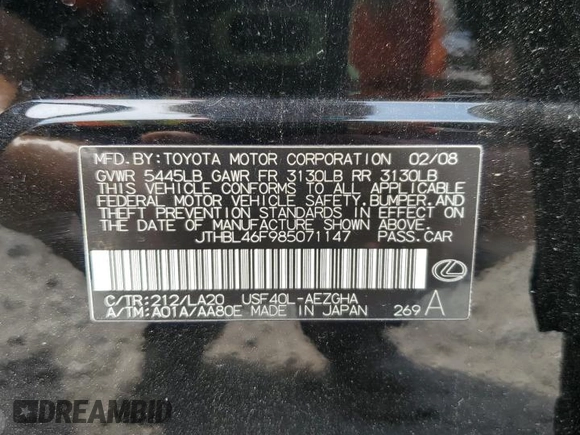 MFD.BY:TOYOTA MOTOR CORPORATION 02/08
GVWR 5445LB GAWR FR 3130LB RR 3130LB
THIS VEHICLE CONFORMS TO ALL APPLICABLE
FEDERAL MOTOR VEHICLE SAFETY,BUMPER, AND
THEFT PREVENTION STANDARDS IN EFFECT ON
THE DATE OF MANUFACTURE SHOWN ABOVE.
JTHBL46F985071147 PASS.CAR
C/TR:212/LA20 USF40L-AEZGHA
A/TM:A01A/AA80E MADE IN JAPAN 269 A
DREAMBID